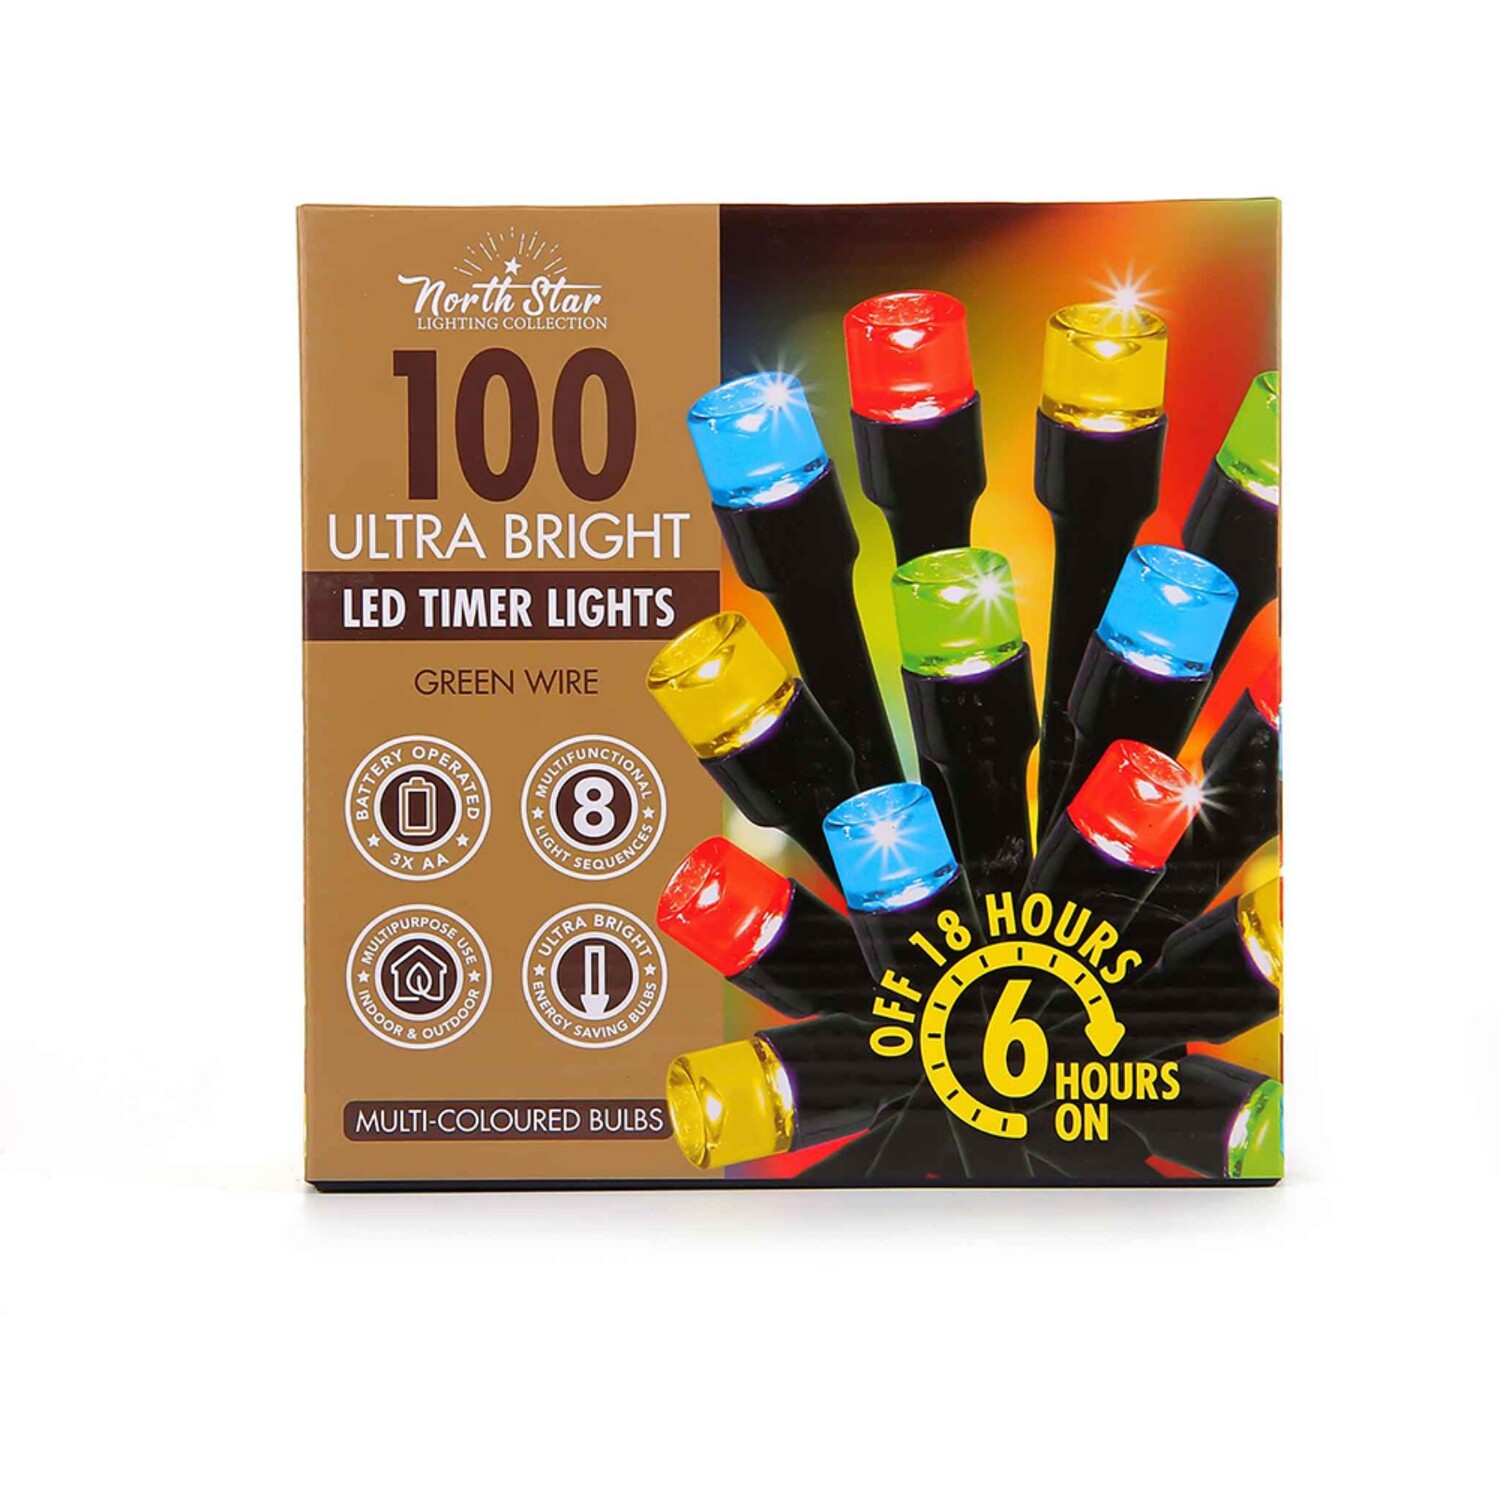 North Star
LIGHTING COLLECTION
100
ULTRA BRIGHT
LED TIMER LIGHTS
GREEN WIRE
BATTERY OPERATED
3X AA
MULTIFUNCTIONAL
8
LIGHT SEQUENCES
MULTIPURPOSE USE
INDOOR & OUTDOOR
ULTRA BRIGHT
ENERGY SAVING BULBS
MULTI-COLOURED BULBS
OFF 18 HOURS
6
HOURS
ON